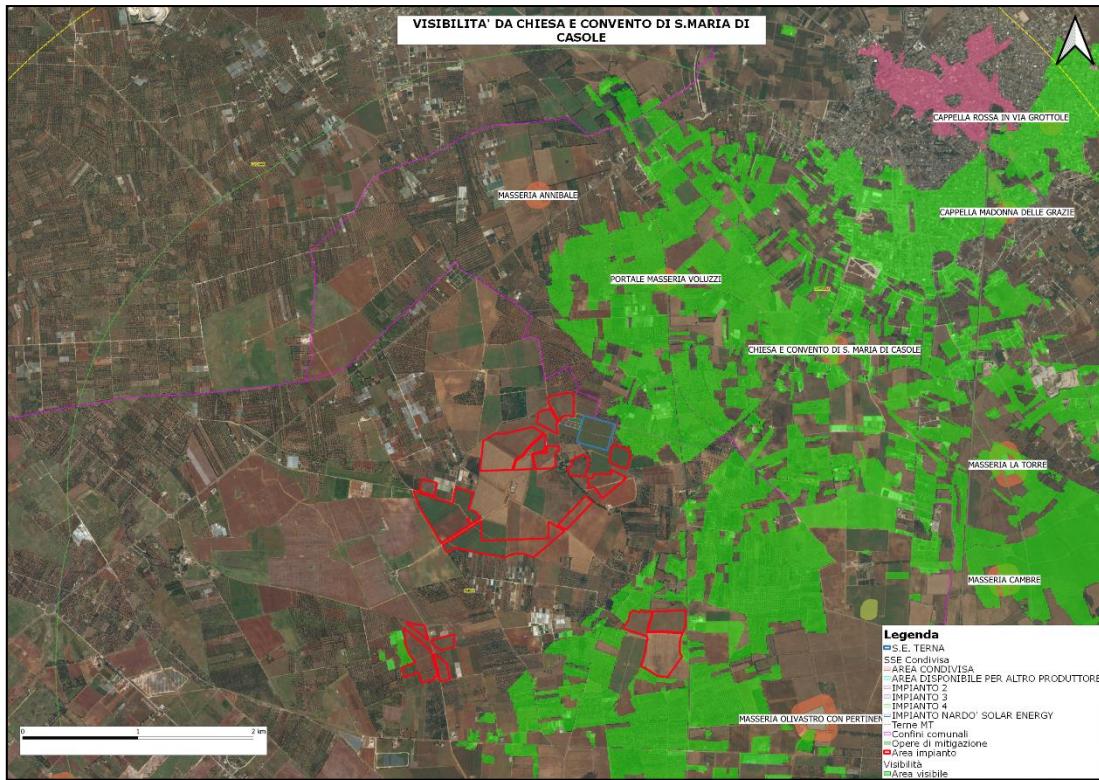 VISIBILITA' DA CHIESA E CONVENTO DI S.MARIA DI
CASOLE
CAPPELLA ROSSA IN VIA GROTTOLE
MASSERIA ANNIBALE
CAPPELLA MADONNA DELLE GRAZIE
PORTALE MASSERIA VOLUZZI
CHIESA E CONVENTO DI S. MARIA DI CASOLE
MASSERIA LA TORRE
MASSERIA CAMBRE
MASSERIA OLIVASTRO CON PERTINEN
Legenda
S.E. TERNA
SSE Condivisa
AREA CONDIVISA
AREA DISPONIBILE PER ALTRO PRODUTTORE
IMPIANTO 2
IMPIANTO 3
IMPIANTO 4
IMPIANTO NARDO' SOLAR ENERGY
Terne MT
Confini comunali
Opere di mitigazione
Area impianto
Visibilità
Area visibile
0 1 2 km